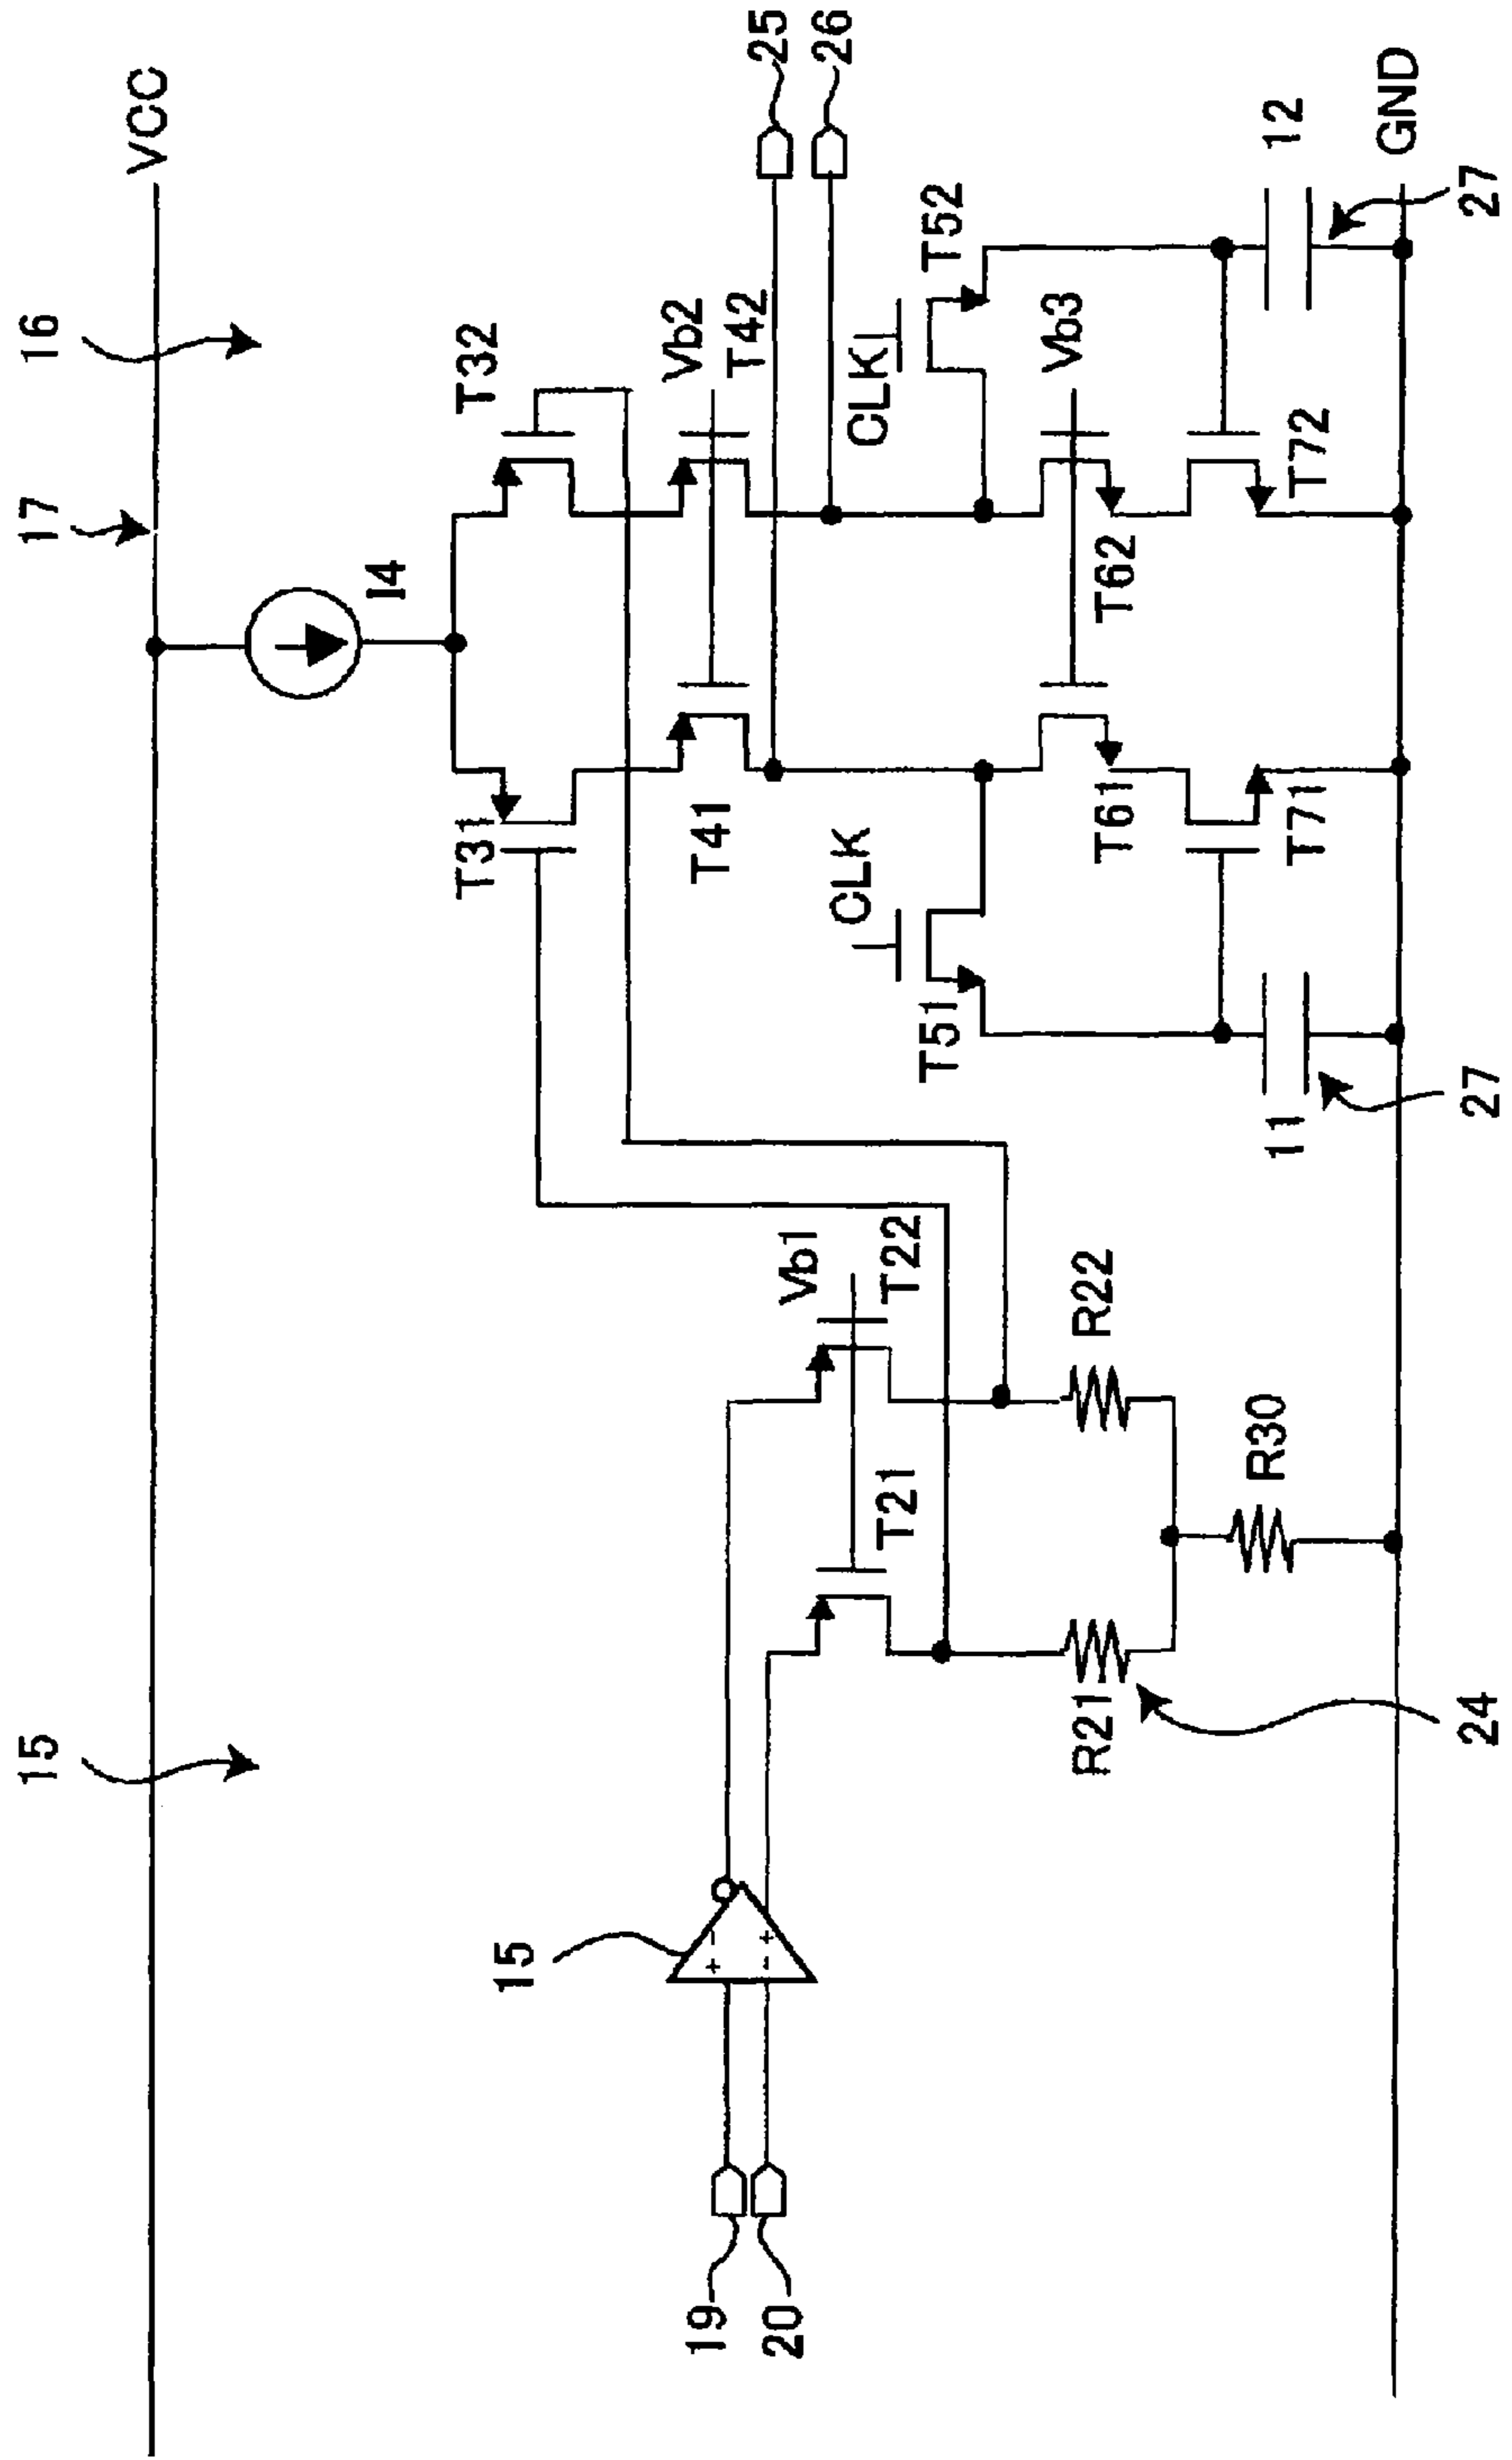 15
17
16
VCC
I4
T31
T32
15
Vb2
T41
T42
25
26
19
20
Vb1
T21
T22
CLK
CLK
T51
T52
Vb3
T61
T62
R21
R22
R30
T71
T72
11
12
GND
24
27
27